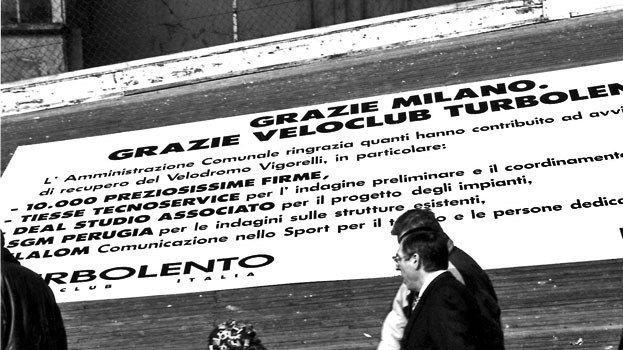 GRAZIE MILANO.
GRAZIE VELOCLUB TURBOLEN
L' Amministrazione Comunale ringrazia quanti hanno contribuito ad avvi
di recupero del Velodromo Vigorelli, in particolare:
- 10.000 PREZIOSISSIME FIRME,
- TIESSE TECNOSERVICE per l' indagine preliminare e il coordinamento
DEAL STUDIO ASSOCIATO per il progetto degli impianti,
SGM PERUGIA per le indagini sulle strutture esistenti,
LALOM Comunicazione nello Sport per il e le persone dedica
URBOLENTO
CLUB ITALIA